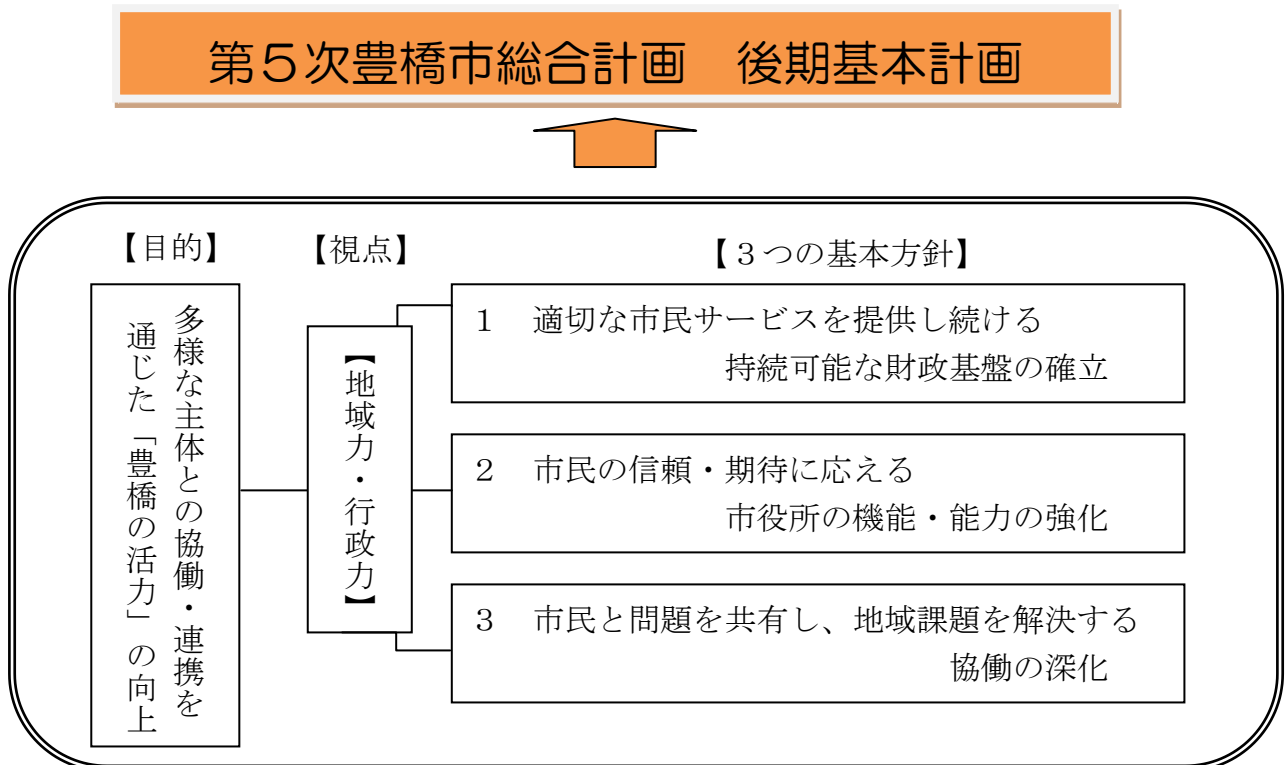 第５次豊橋市総合計画　後期基本計画
【目的】
多様な主体との協働・連携を
通じた「豊橋の活力」の向上
【視点】
【地域力・行政力】
【３つの基本方針】
１　適切な市民サービスを提供し続ける
持続可能な財政基盤の確立
２　市民の信頼・期待に応える
市役所の機能・能力の強化
３　市民と問題を共有し、地域課題を解決する
協働の深化